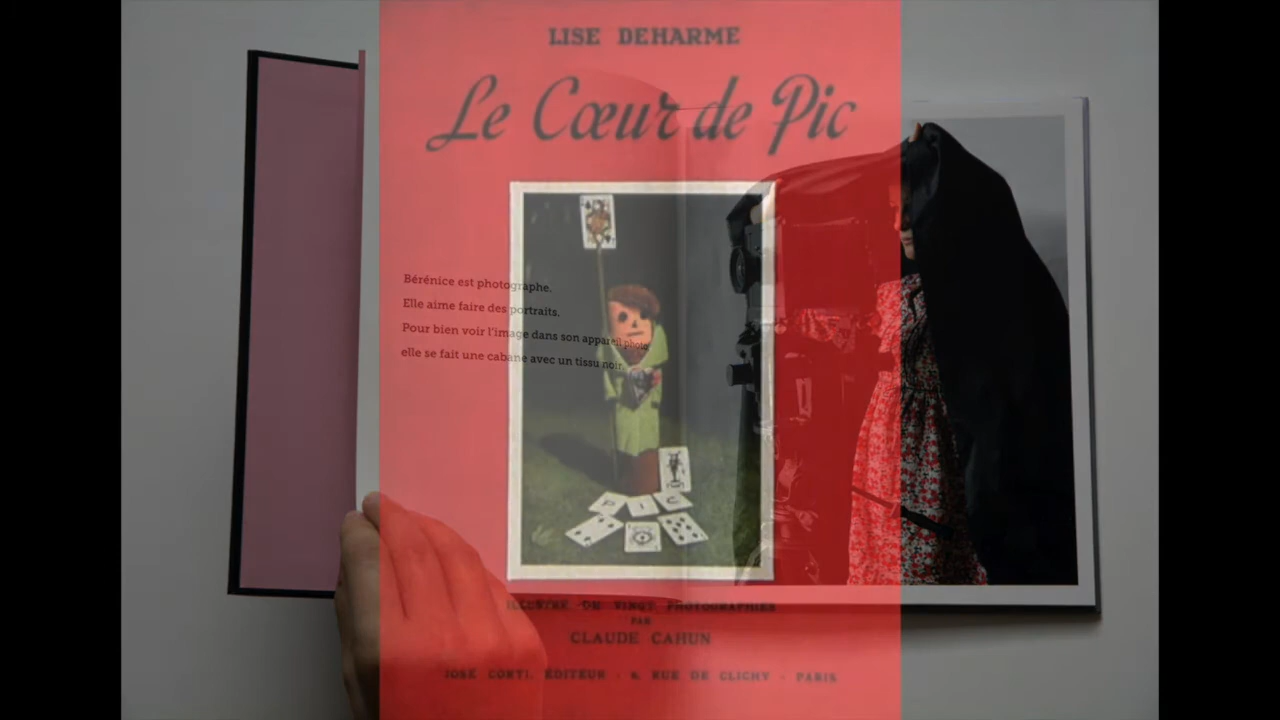 LISE DEHARME
Le Cœur de Pic
Bérénice est photographe.
Elle aime faire des portraits.
Pour bien voir l'image dans son appareil photo
elle se fait une cabane avec un tissu noir.
PIC
ILLUSTRÉ DE VINGT PHOTOGRAPHIES
PAR
CLAUDE CAHUN
JOSÉ CORTI, ÉDITEUR - 6, RUE DE CLICHY - PARIS